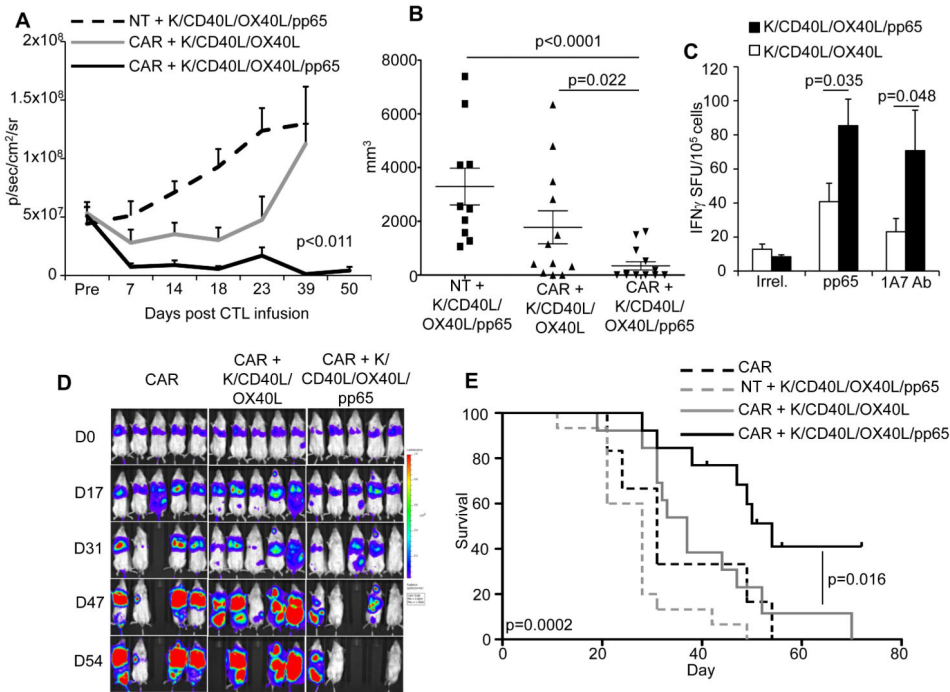 A
NT + K/CD40L/OX40L/pp65
CAR + K/CD40L/OX40L
CAR + K/CD40L/OX40L/pp65
p/sec/cm²/sr
2x10⁸
1.5x10⁸
1x10⁸
5x10⁷
0
p<0.011
Pre 7 14 18 23 39 50
Days post CTL infusion
B
p<0.0001
p=0.022
mm³
8000
6000
4000
2000
0
NT +
K/CD40L/
OX40L/pp65
CAR +
K/CD40L/
OX40L
CAR +
K/CD40L/
OX40L/pp65
C
K/CD40L/OX40L/pp65
K/CD40L/OX40L
IFNγ SFU/10⁵ cells
120
100
80
60
40
20
0
p=0.035
p=0.048
Irrel. pp65 1A7 Ab
D
CAR
CAR +
K/CD40L/
OX40L
CAR + K/
CD40L/OX40L/
pp65
D0
D17
D31
D47
D54
E
CAR
NT + K/CD40L/OX40L/pp65
CAR + K/CD40L/OX40L
CAR + K/CD40L/OX40L/pp65
Survival
100
80
60
40
20
0
p=0.0002
p=0.016
0 20 40 60 80
Day